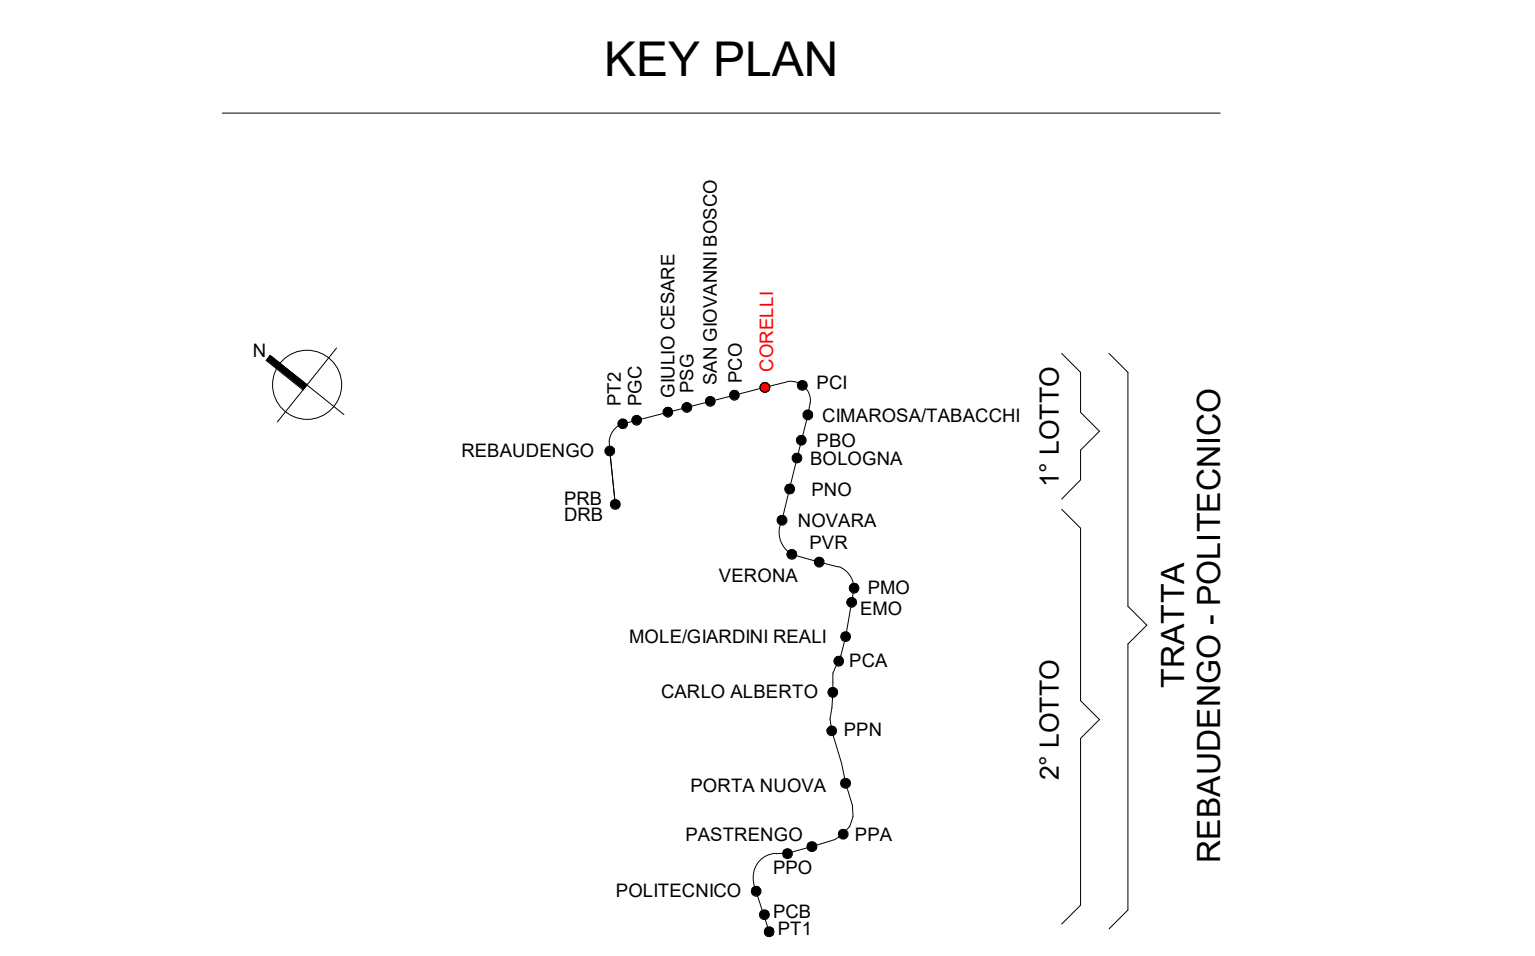 KEY PLAN
N
REBAUDENGO
PRB
DRB
PT2
PGC
GIULIO CESARE
PSG
SAN GIOVANNI BOSCO
PCO
CORELLI
PCI
CIMAROSA/TABACCHI
PBO
BOLOGNA
PNO
NOVARA
PVR
VERONA
PMO
EMO
MOLE/GIARDINI REALI
PCA
CARLO ALBERTO
PPN
PORTA NUOVA
PASTRENGO
PPA
PPO
POLITECNICO
PCB
PT1
1° LOTTO
2° LOTTO
TRATTA
REBAUDENGO - POLITECNICO